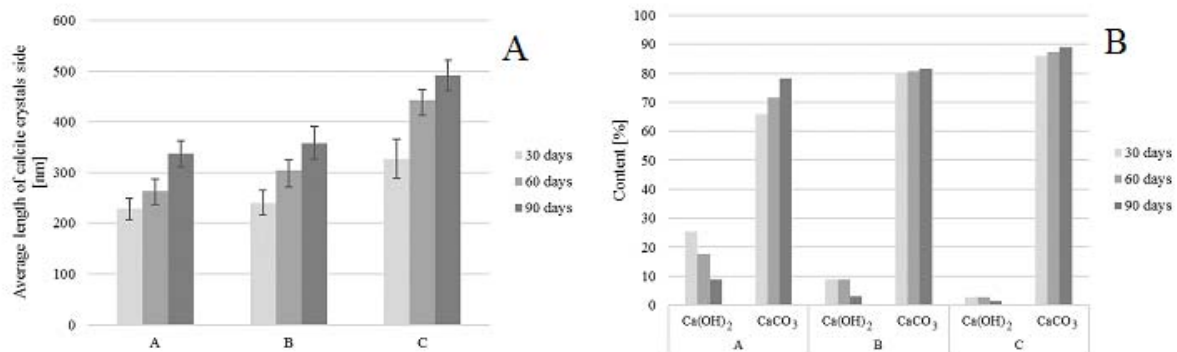 A
Average length of calcite crystals side
[nm]
600
500
400
300
200
100
0
A B C
30 days
60 days
90 days
B
Content [%]
100
90
80
70
60
50
40
30
20
10
0
Ca(OH)₂ CaCO₃ Ca(OH)₂ CaCO₃ Ca(OH)₂ CaCO₃
A B C
30 days
60 days
90 days